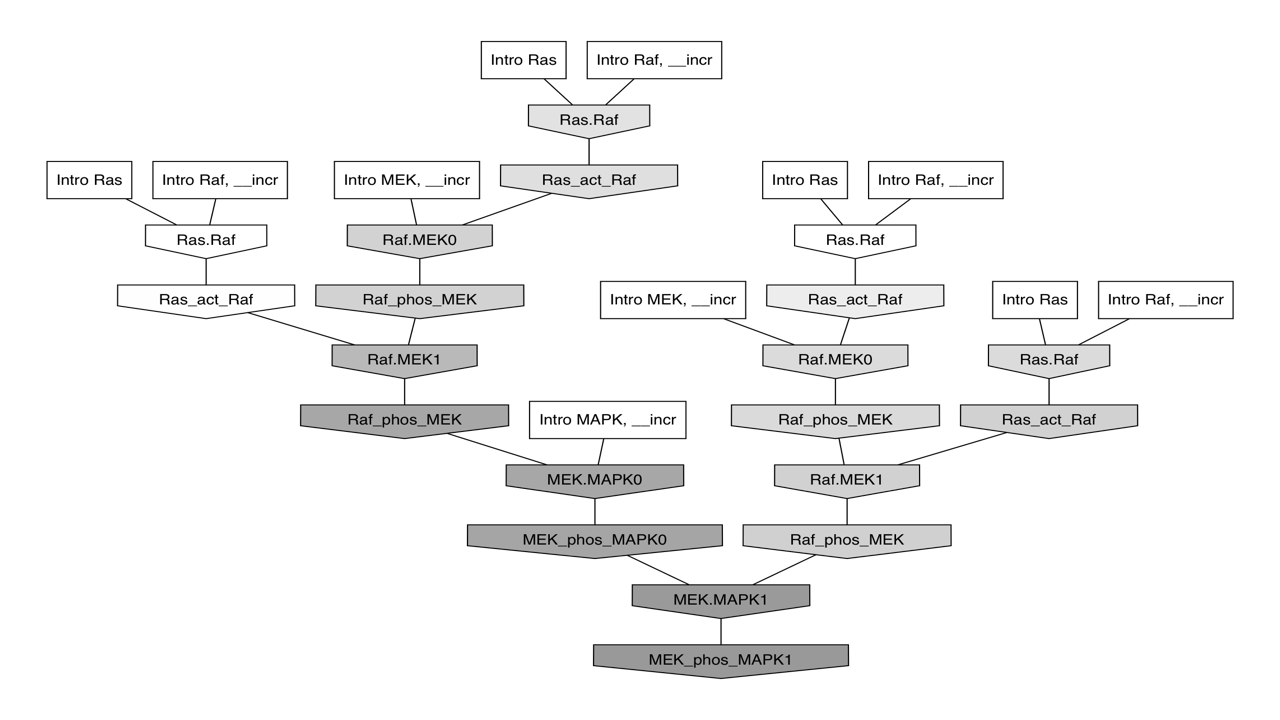 Intro Ras
Intro Raf, __incr
Ras.Raf
Intro Ras
Intro Raf, __incr
Intro MEK, __incr
Ras_act_Raf
Intro Ras
Intro Raf, __incr
Ras.Raf
Raf.MEK0
Ras.Raf
Ras_act_Raf
Raf_phos_MEK
Intro MEK, __incr
Ras_act_Raf
Intro Ras
Intro Raf, __incr
Raf.MEK1
Raf.MEK0
Ras.Raf
Raf_phos_MEK
Intro MAPK, __incr
Raf_phos_MEK
Ras_act_Raf
MEK.MAPK0
Raf.MEK1
MEK_phos_MAPK0
Raf_phos_MEK
MEK.MAPK1
MEK_phos_MAPK1